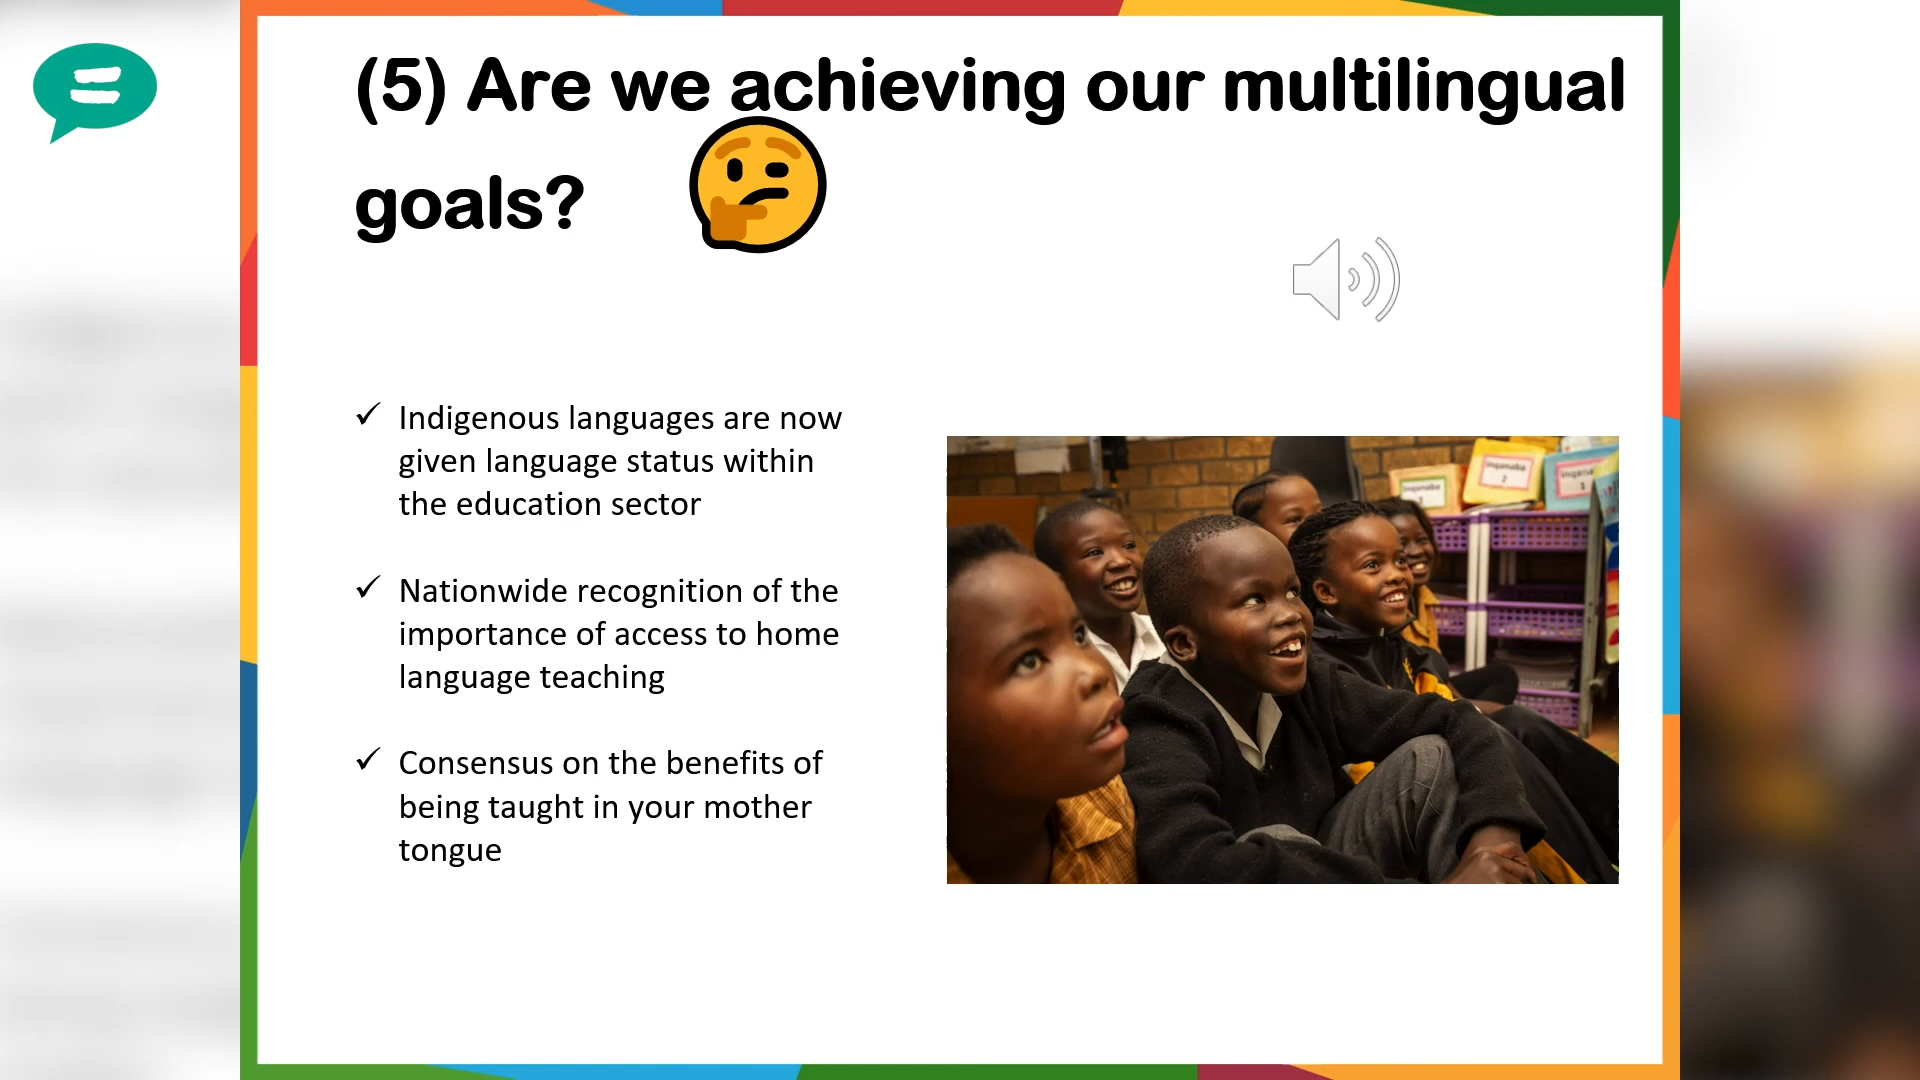 (5) Are we achieving our multilingual
goals?
✓ Indigenous languages are now
given language status within
the education sector
✓ Nationwide recognition of the
importance of access to home
language teaching
✓ Consensus on the benefits of
being taught in your mother
tongue
imqanaba
2